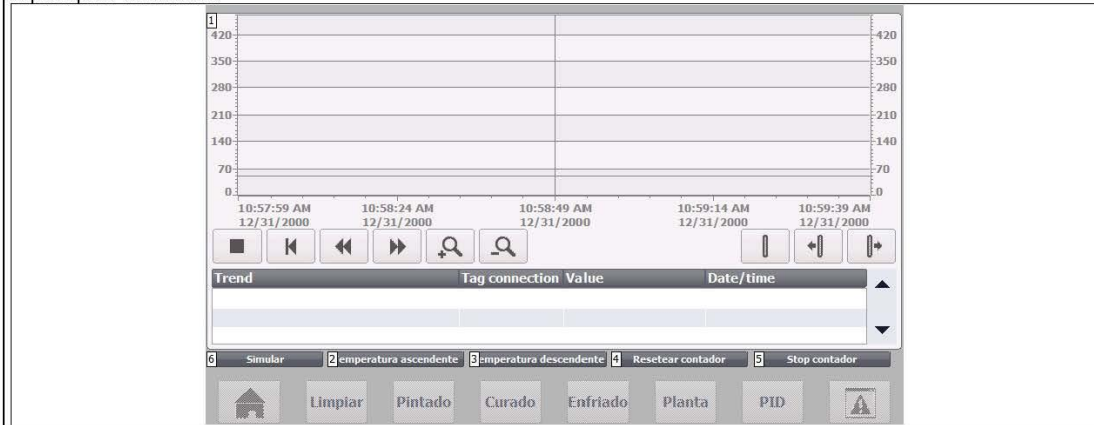 1
420 420
350 350
280 280
210 210
140 140
70 70
0 0
10:57:59 AM 10:58:24 AM 10:58:49 AM 10:59:14 AM 10:59:39 AM
12/31/2000 12/31/2000 12/31/2000 12/31/2000 12/31/2000
Trend Tag connection Value Date/time
6 Simular 2 emperatura ascendente 3 emperatura descendente 4 Resetear contador 5 Stop contador
Limpiar Pintado Curado Enfriado Planta PID